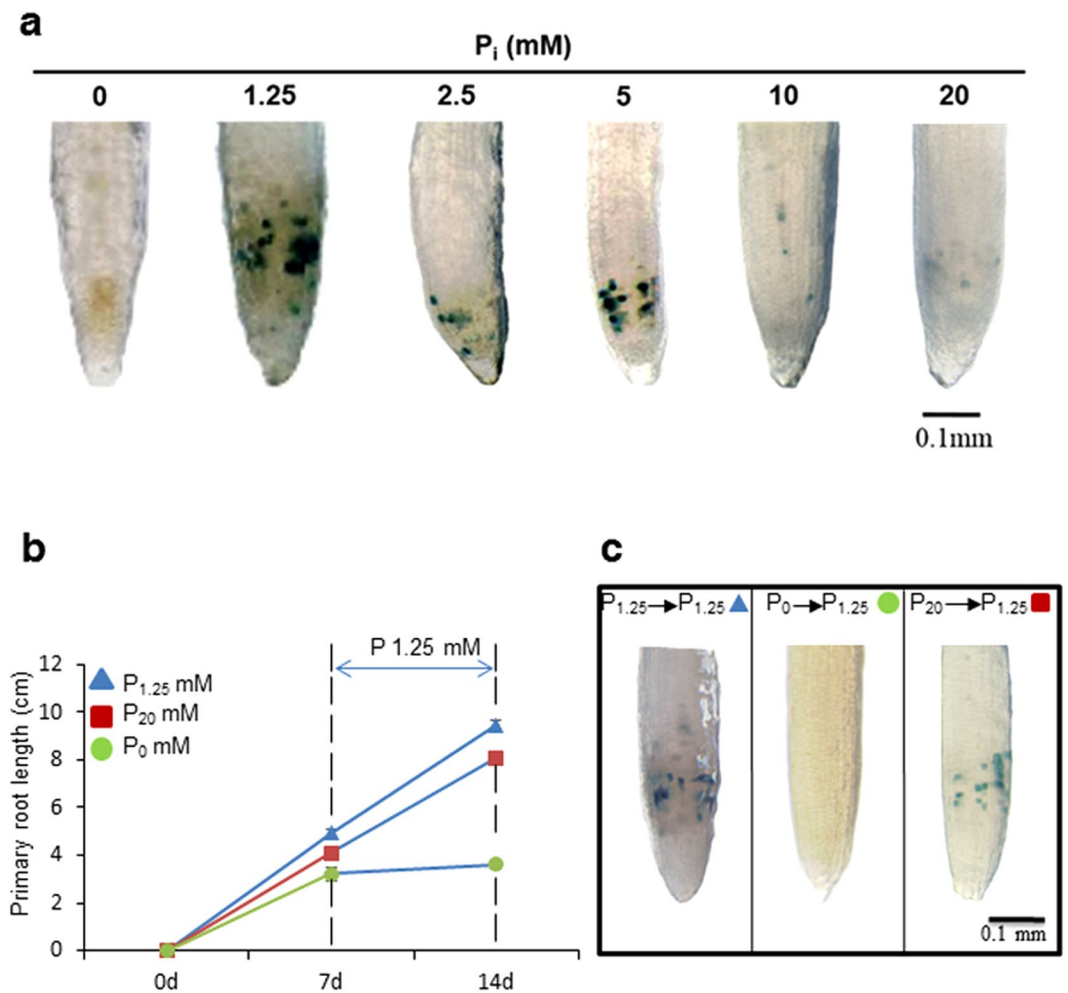 a
Pi (mM)
0 1.25 2.5 5 10 20
0.1mm
b
P 1.25 mM
12
10
8
6
4
2
0
Primary root length (cm)
P1.25 mM
P20 mM
P0 mM
0d 7d 14d
c
P1.25→P1.25 P0→P1.25 P20→P1.25
0.1 mm